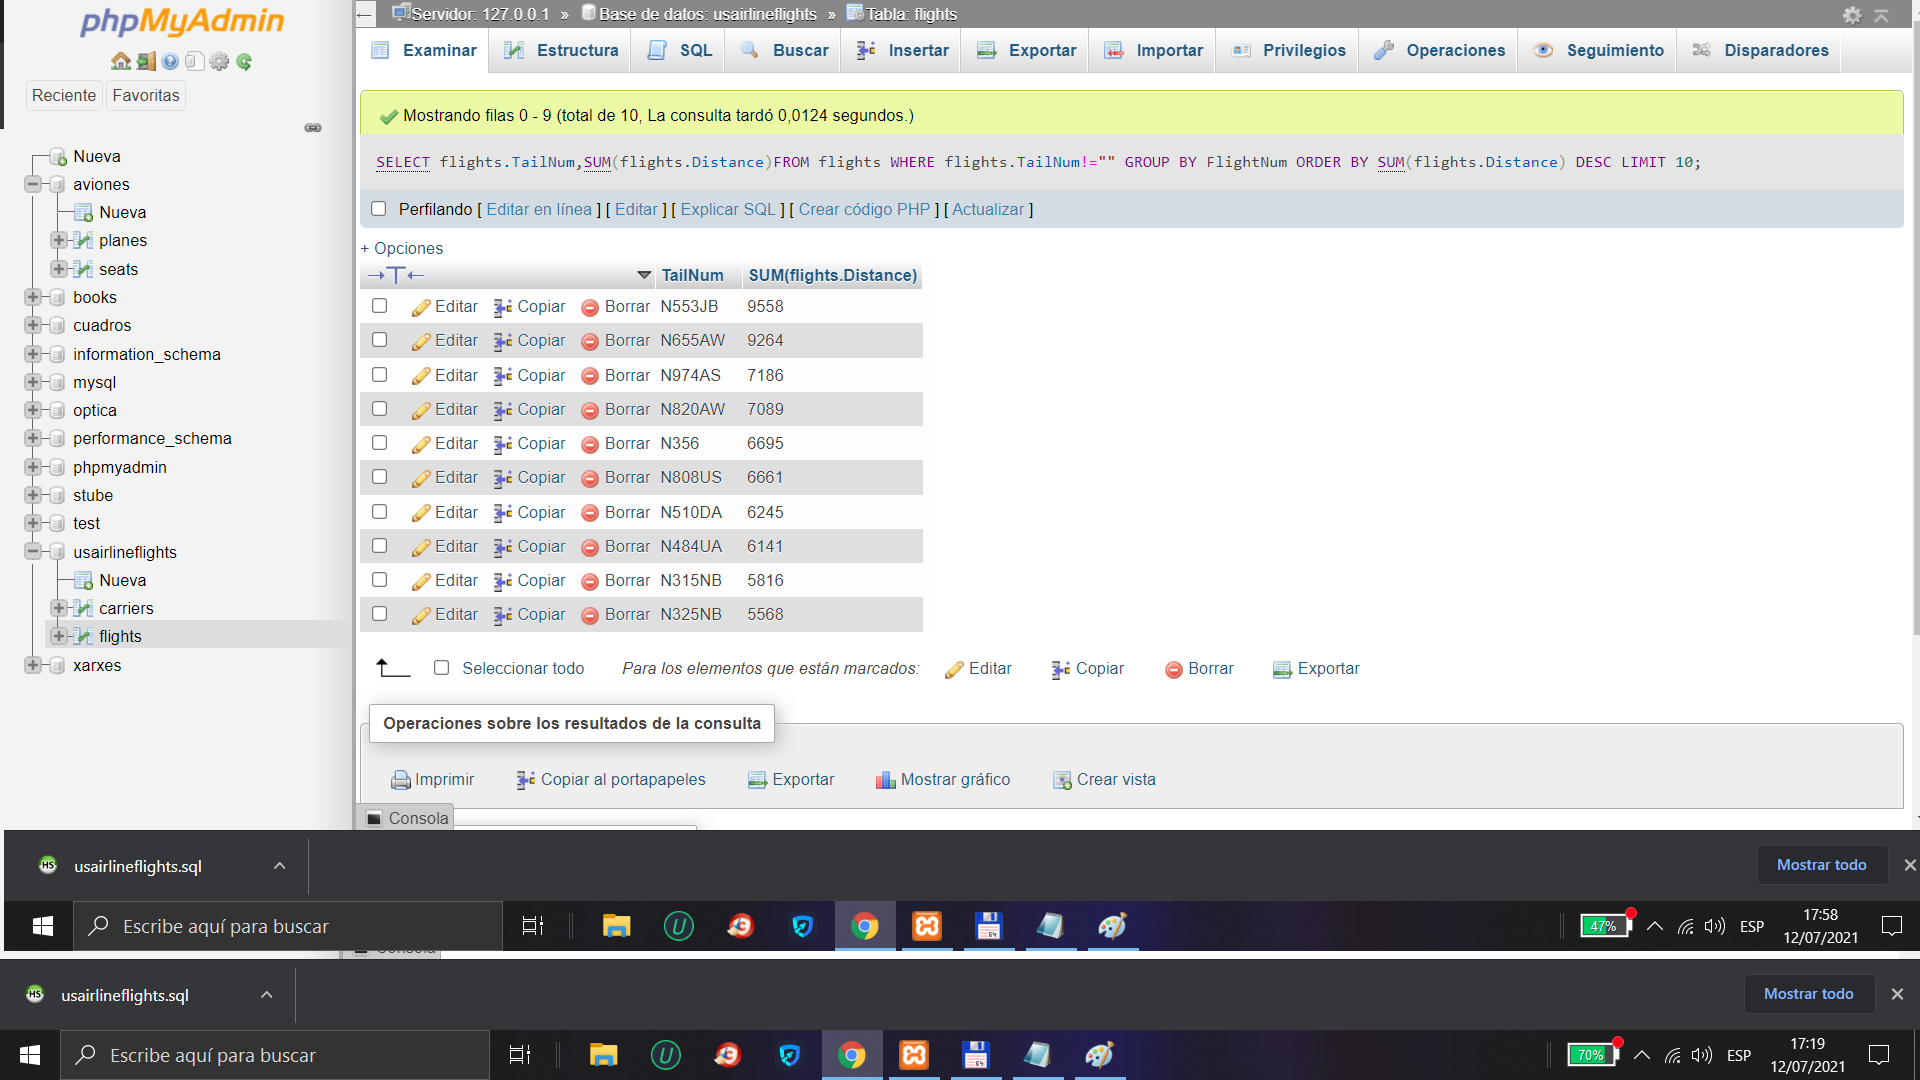 phpMyAdmin
Reciente Favoritas
Nueva
aviones
Nueva
planes
seats
books
cuadros
information_schema
mysql
optica
performance_schema
phpmyadmin
stube
test
usairlineflights
Nueva
carriers
flights
xarxes
Servidor: 127.0.0.1 » Base de datos: usairlineflights » Tabla: flights
Examinar Estructura SQL Buscar Insertar Exportar Importar Privilegios Operaciones Seguimiento Disparadores
Mostrando filas 0 - 9 (total de 10, La consulta tardó 0,0124 segundos.)
SELECT flights.TailNum,SUM(flights.Distance)FROM flights WHERE flights.TailNum!="" GROUP BY FlightNum ORDER BY SUM(flights.Distance) DESC LIMIT 10;
Perfilando [ Editar en línea ] [ Editar ] [ Explicar SQL ] [ Crear código PHP ] [ Actualizar ]
+ Opciones
TailNum SUM(flights.Distance)
Editar Copiar Borrar N553JB 9558
Editar Copiar Borrar N655AW 9264
Editar Copiar Borrar N974AS 7186
Editar Copiar Borrar N820AW 7089
Editar Copiar Borrar N356 6695
Editar Copiar Borrar N808US 6661
Editar Copiar Borrar N510DA 6245
Editar Copiar Borrar N484UA 6141
Editar Copiar Borrar N315NB 5816
Editar Copiar Borrar N325NB 5568
Seleccionar todo Para los elementos que están marcados: Editar Copiar Borrar Exportar
Operaciones sobre los resultados de la consulta
Imprimir Copiar al portapapeles Exportar Mostrar gráfico Crear vista
Consola
usairlineflights.sql Mostrar todo
Escribe aquí para buscar 47% ESP 17:58
12/07/2021
usairlineflights.sql Mostrar todo
Escribe aquí para buscar 70% ESP 17:19
12/07/2021